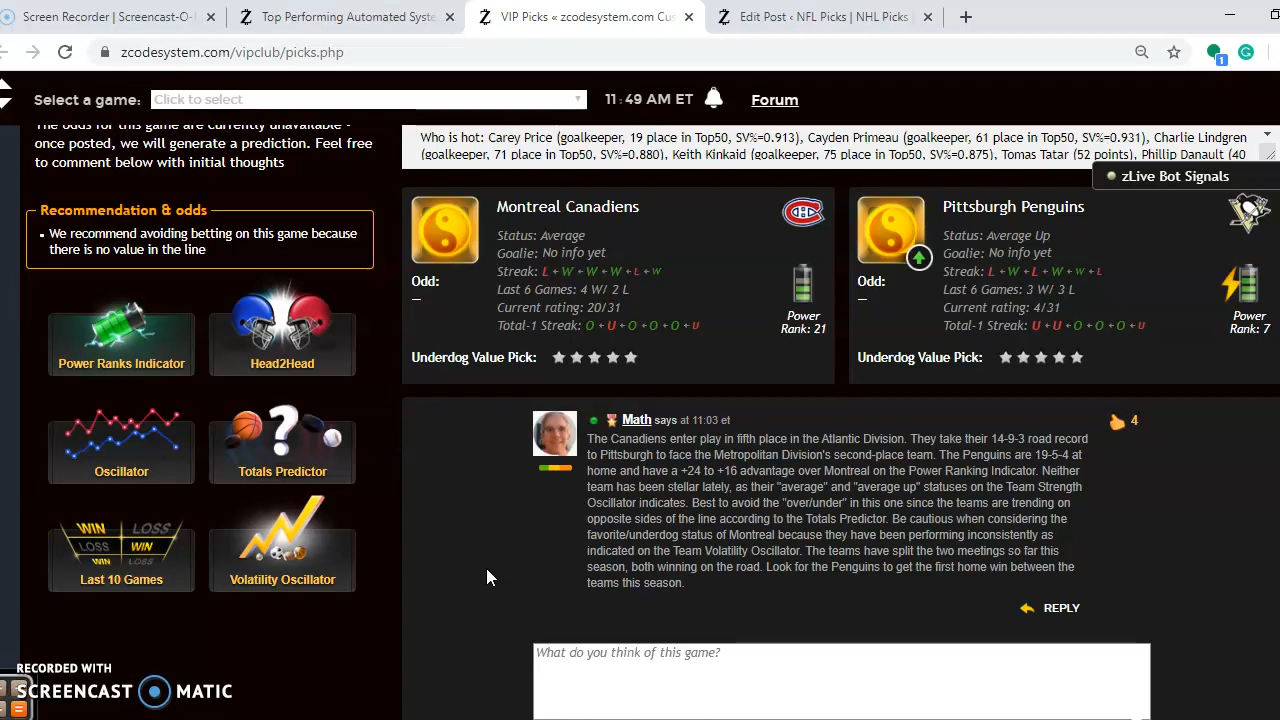 Screen Recorder | Screencast-O-
Top Performing Automated Syste
VIP Picks « zcodesystem.com Cus
Edit Post ‹ NFL Picks | NHL Picks |
zcodesystem.com/vipclub/picks.php
1
Select a game:
Click to select
11:49 AM ET
Forum
The odds for this game are currently unavailable -
once posted, we will generate a prediction. Feel free
to comment below with initial thoughts
Recommendation & odds
We recommend avoiding betting on this game because
there is no value in the line
Power Ranks Indicator
Head2Head
Oscillator
Totals Predictor
WIN LOSS
LOSS WIN
WIN LOSS
Last 10 Games
Volatility Oscillator
Who is hot: Carey Price (goalkeeper, 19 place in Top50, SV%=0.913), Cayden Primeau (goalkeeper, 61 place in Top50, SV%=0.931), Charlie Lindgren
(goalkeeper, 71 place in Top50, SV%=0.880), Keith Kinkaid (goalkeeper, 75 place in Top50, SV%=0.875), Tomas Tatar (52 points), Phillip Danault (40
zLive Bot Signals
Montreal Canadiens
Status: Average
Goalie: No info yet
Odd:
—
Streak: L + W + W + W + L + W
Last 6 Games: 4 W/ 2 L
Current rating: 20/31
Total-1 Streak: O + U + O + O + O + U
Power
Rank: 21
Underdog Value Pick:
Pittsburgh Penguins
Status: Average Up
Goalie: No info yet
Odd:
—
Streak: L + W + L + W + W + L
Last 6 Games: 3 W/ 3 L
Current rating: 4/31
Total-1 Streak: U + U + O + O + O + U
Power
Rank: 7
Underdog Value Pick:
Math says at 11:03 et
4
The Canadiens enter play in fifth place in the Atlantic Division. They take their 14-9-3 road record
to Pittsburgh to face the Metropolitan Division's second-place team. The Penguins are 19-5-4 at
home and have a +24 to +16 advantage over Montreal on the Power Ranking Indicator. Neither
team has been stellar lately, as their "average" and "average up" statuses on the Team Strength
Oscillator indicates. Best to avoid the "over/under" in this one since the teams are trending on
opposite sides of the line according to the Totals Predictor. Be cautious when considering the
favorite/underdog status of Montreal because they have been performing inconsistently as
indicated on the Team Volatility Oscillator. The teams have split the two meetings so far this
season, both winning on the road. Look for the Penguins to get the first home win between the
teams this season.
REPLY
What do you think of this game?
RECORDED WITH
SCREENCAST MATIC